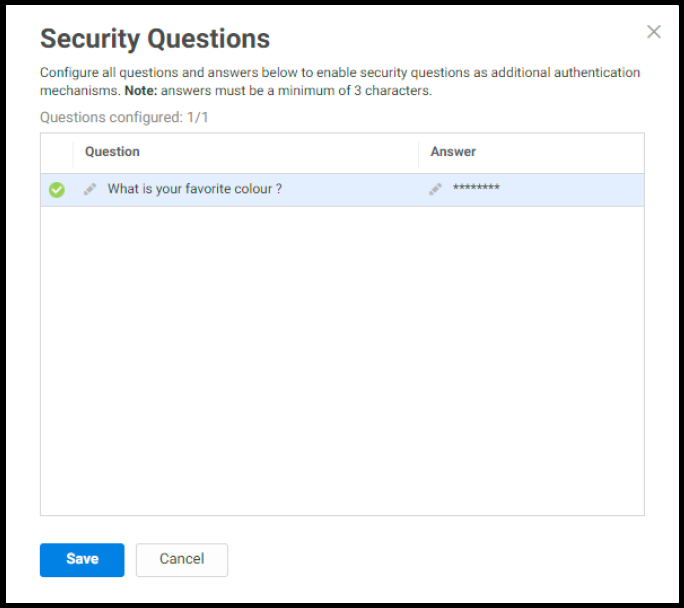 Security Questions
Configure all questions and answers below to enable security questions as additional authentication
mechanisms. Note: answers must be a minimum of 3 characters.
Questions configured: 1/1
Question Answer
What is your favorite colour ? ********
Save Cancel